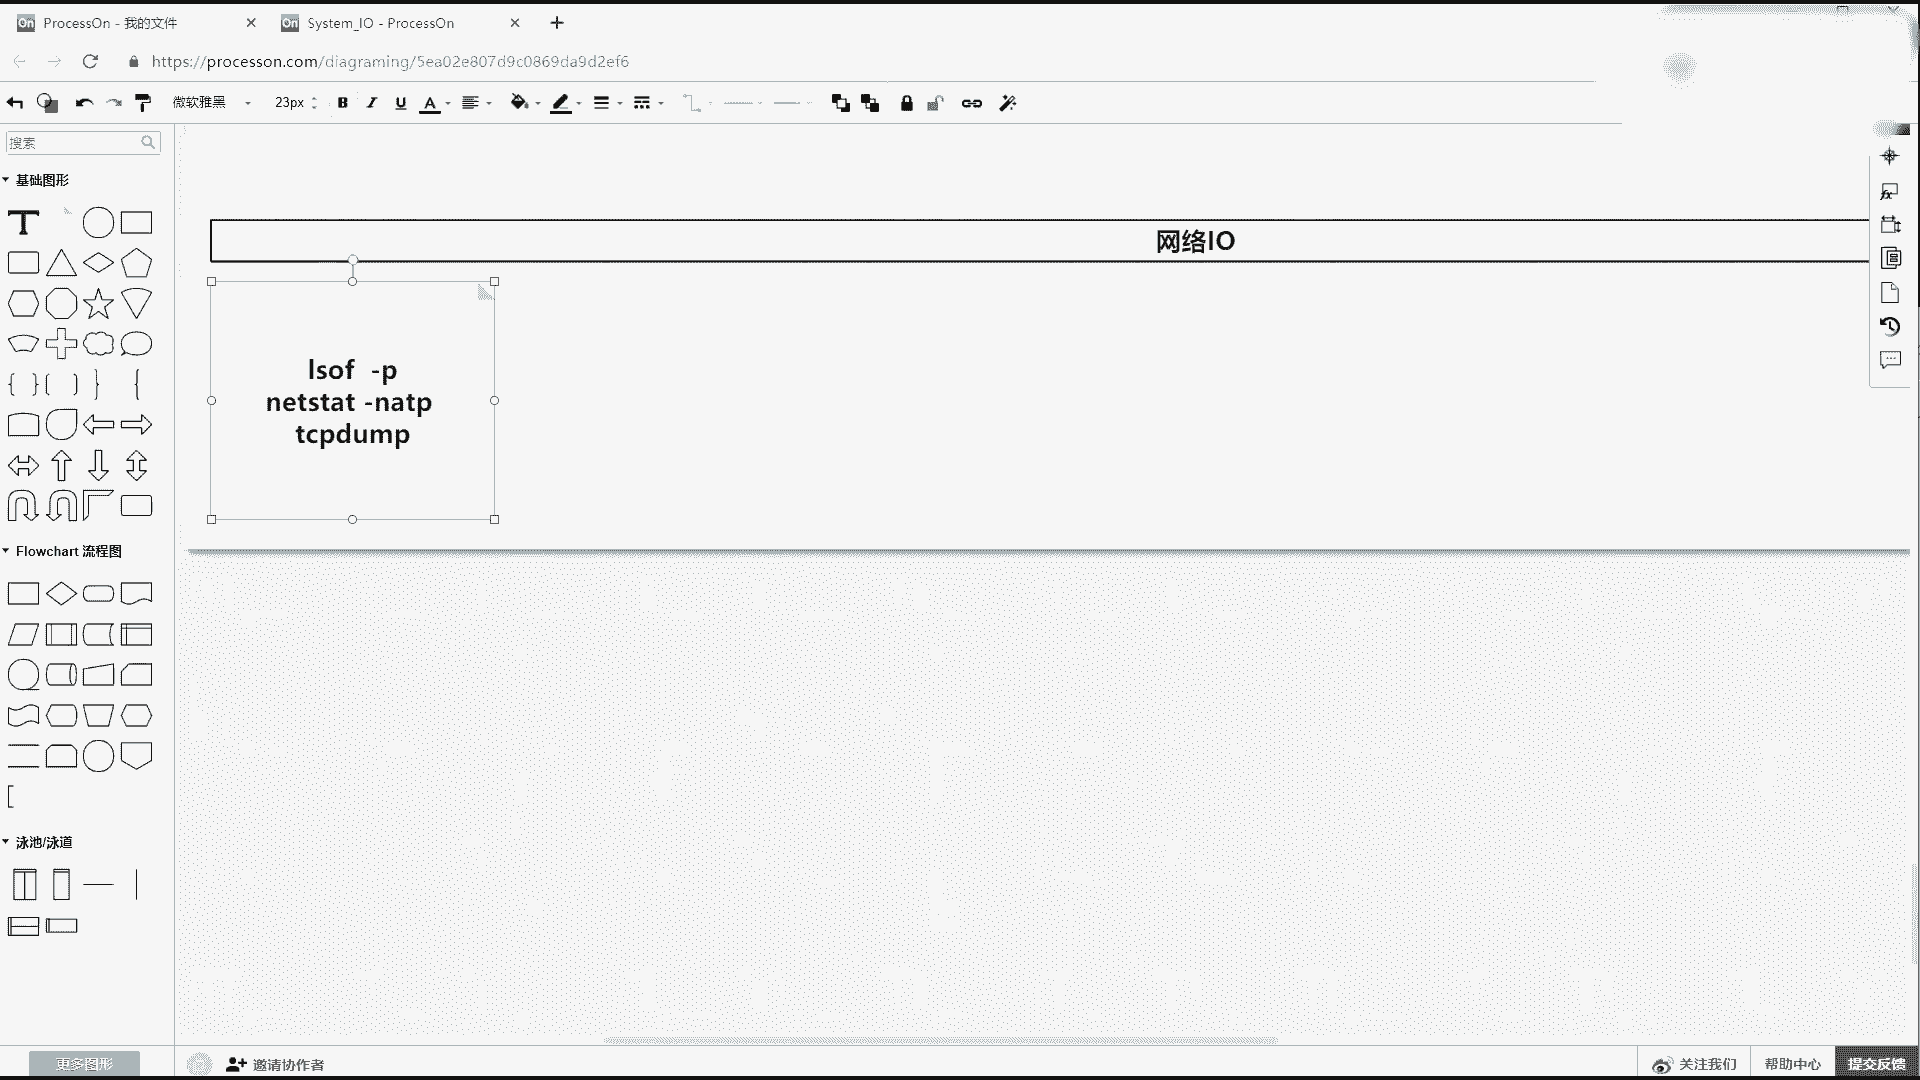 ProcessOn - 我的文件
System_IO - ProcessOn
https://processon.com/diagraming/5ea02e807d9c0869da9d2ef6
微软雅黑 23px B I U A
搜索
基础图形
T
网络IO
lsof  -p
netstat -natp
tcpdump
Flowchart 流程图
泳池/泳道
更多图形
邀请协作者
关注我们
帮助中心
提交反馈